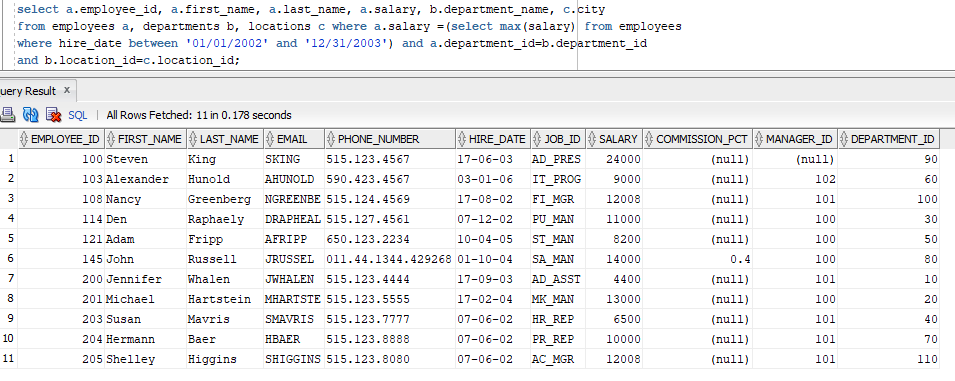 select a.employee_id, a.first_name, a.last_name, a.salary, b.department_name, c.city
from employees a, departments b, locations c where a.salary =(select max(salary) from employees
where hire_date between '01/01/2002' and '12/31/2003') and a.department_id=b.department_id
and b.location_id=c.location_id;
uery Result x
SQL | All Rows Fetched: 11 in 0.178 seconds
EMPLOYEE_ID FIRST_NAME LAST_NAME EMAIL PHONE_NUMBER HIRE_DATE JOB_ID SALARY COMMISSION_PCT MANAGER_ID DEPARTMENT_ID
1 100 Steven King SKING 515.123.4567 17-06-03 AD_PRES 24000 (null) (null) 90
2 103 Alexander Hunold AHUNOLD 590.423.4567 03-01-06 IT_PROG 9000 (null) 102 60
3 108 Nancy Greenberg NGREENBE 515.124.4569 17-08-02 FI_MGR 12008 (null) 101 100
4 114 Den Raphaely DRAPHEAL 515.127.4561 07-12-02 PU_MAN 11000 (null) 100 30
5 121 Adam Fripp AFRIPP 650.123.2234 10-04-05 ST_MAN 8200 (null) 100 50
6 145 John Russell JRUSSEL 011.44.1344.429268 01-10-04 SA_MAN 14000 0.4 100 80
7 200 Jennifer Whalen JWHALEN 515.123.4444 17-09-03 AD_ASST 4400 (null) 101 10
8 201 Michael Hartstein MHARTSTE 515.123.5555 17-02-04 MK_MAN 13000 (null) 100 20
9 203 Susan Mavris SMAVRIS 515.123.7777 07-06-02 HR_REP 6500 (null) 101 40
10 204 Hermann Baer HBAER 515.123.8888 07-06-02 PR_REP 10000 (null) 101 70
11 205 Shelley Higgins SHIGGINS 515.123.8080 07-06-02 AC_MGR 12008 (null) 101 110